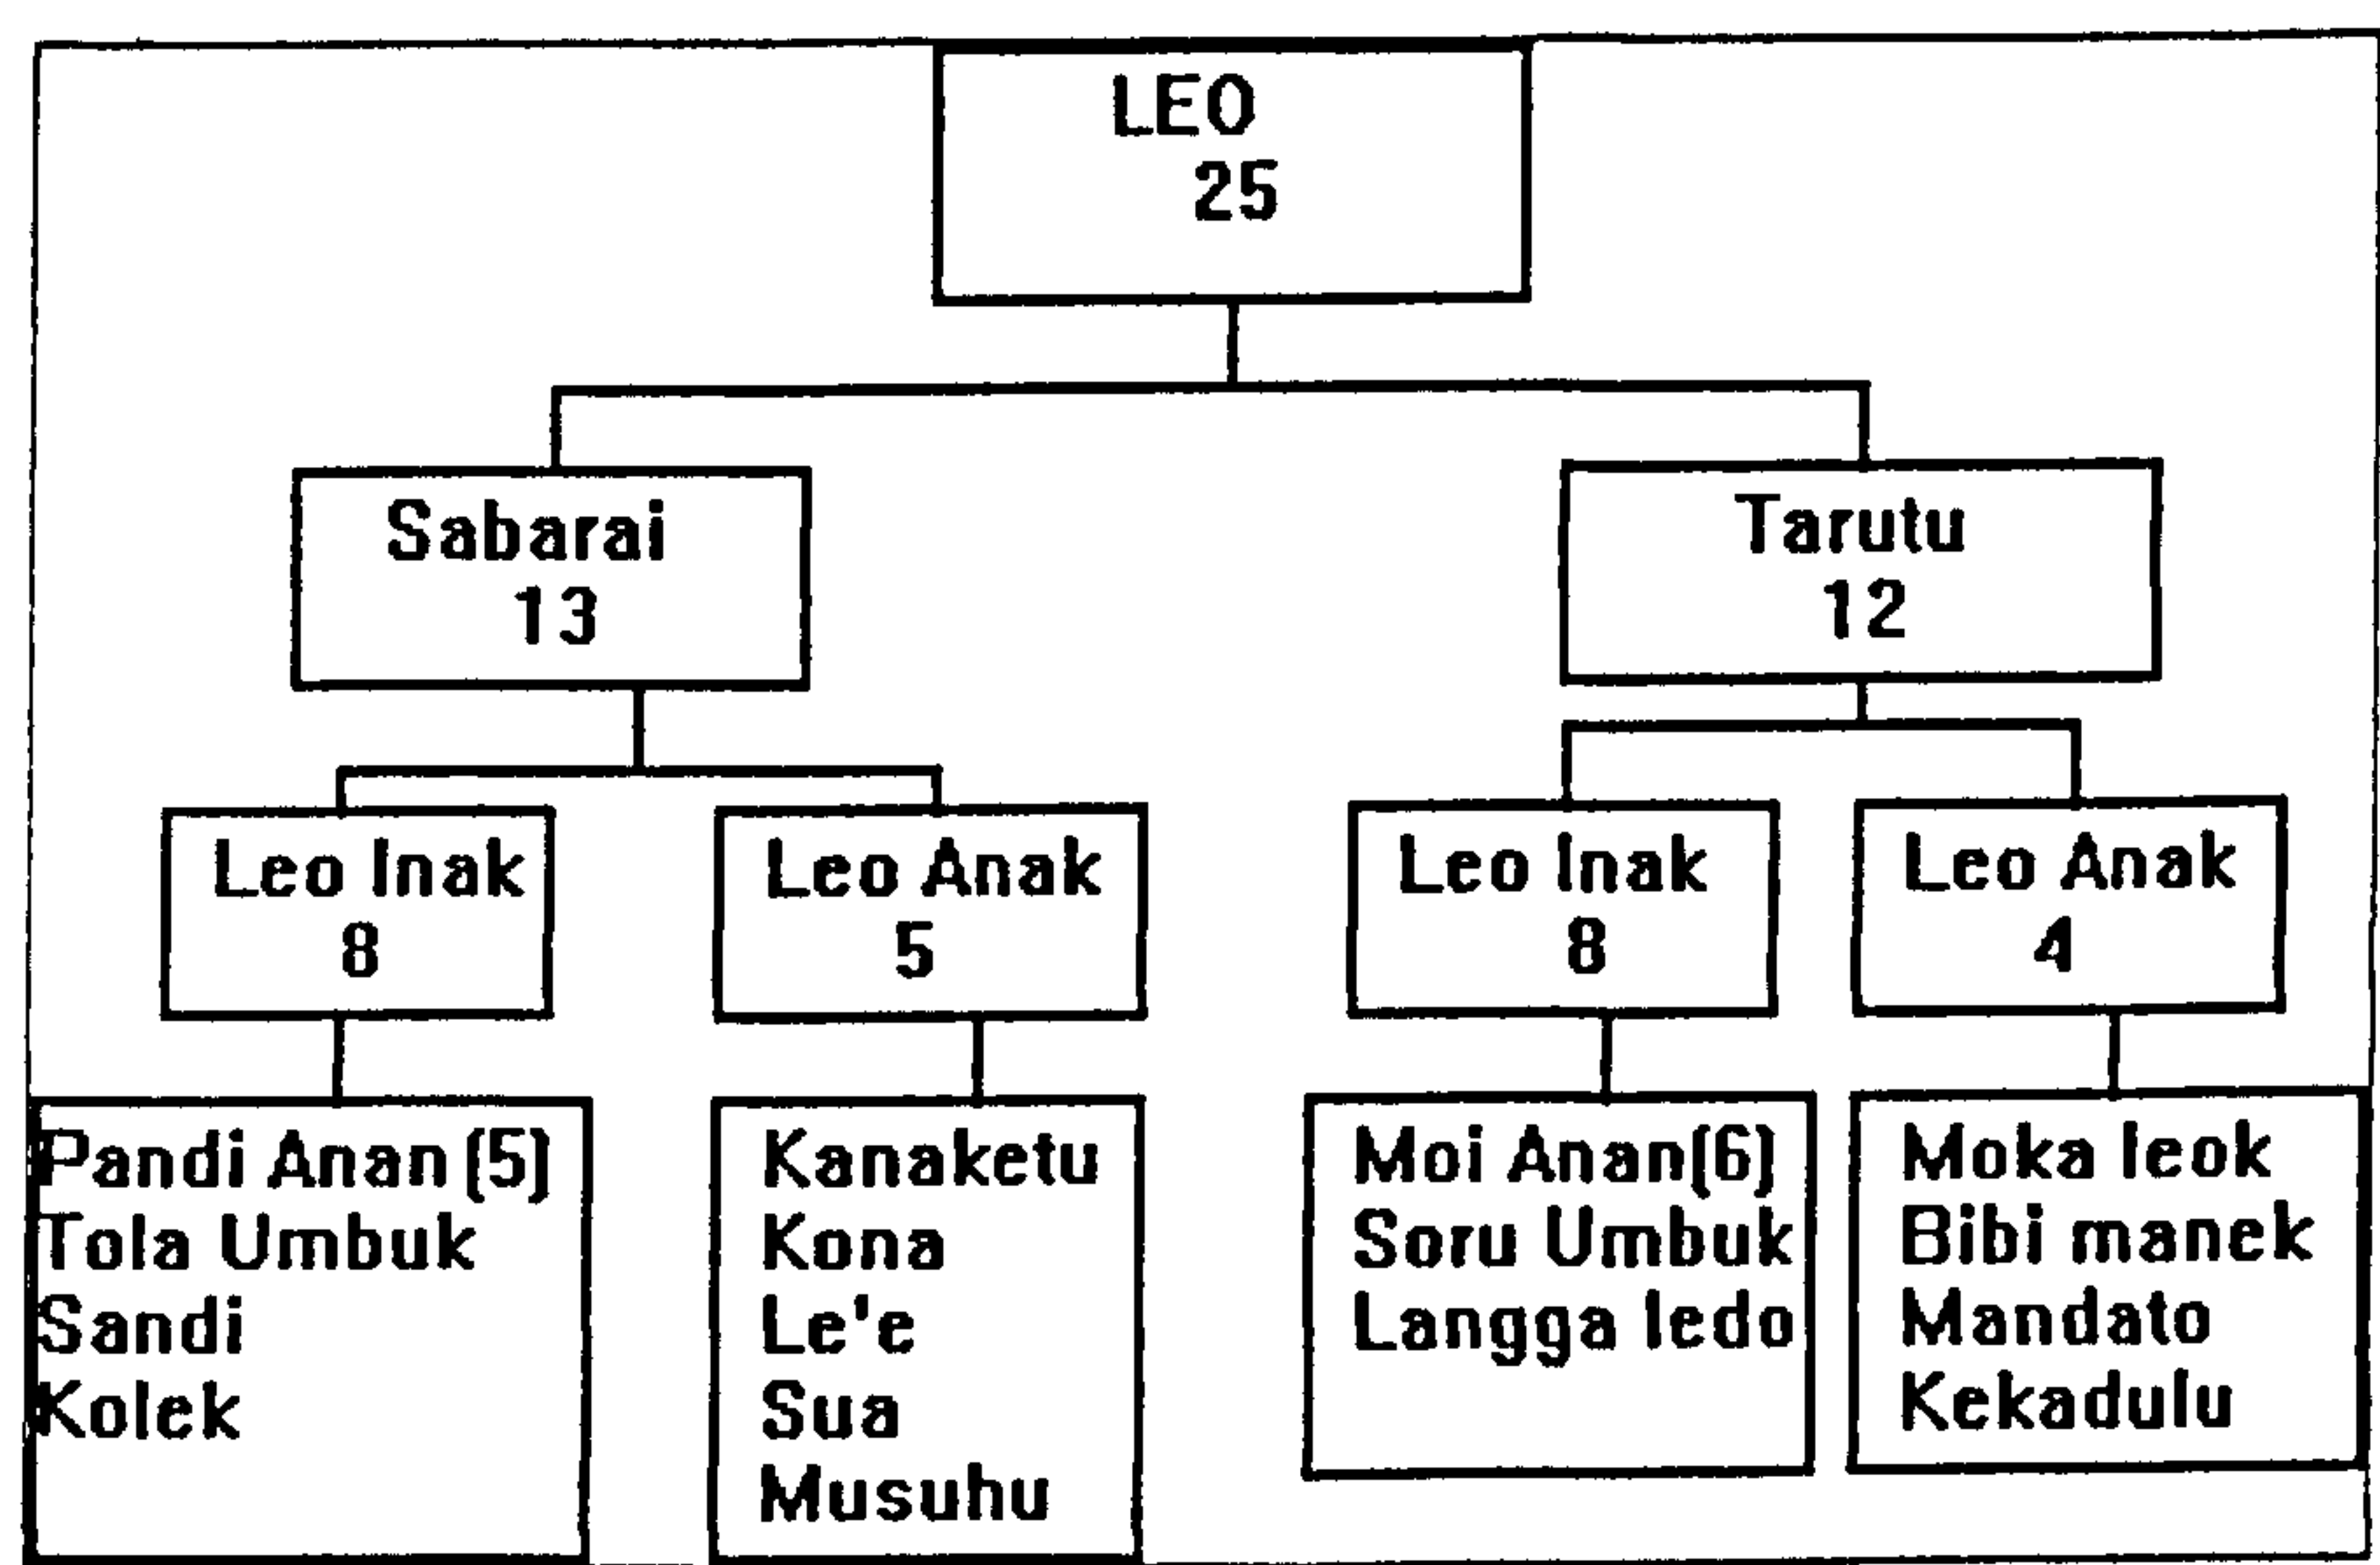 LEO
25
Sabarai
13
Tarutu
12
Leo Inak
8
Leo Anak
5
Leo Inak
8
Leo Anak
4
Pandi Anan (5)
Tola Umbuk
Sandi
Kolek
Kanaketu
Kona
Le'e
Sua
Musuhu
Moi Anan(6)
Soru Umbuk
Langga ledo
Moka leok
Bibi manek
Mandato
Kekadulu